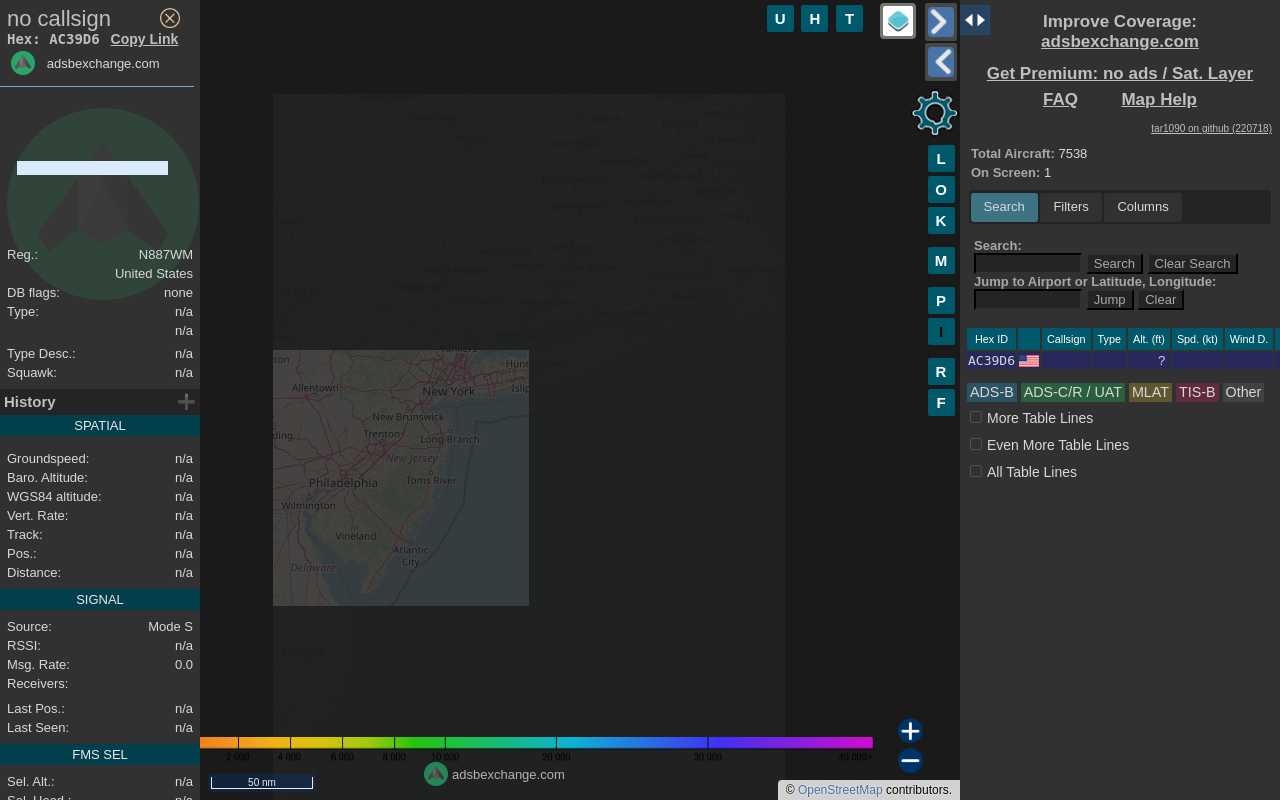 no callsign
Hex: AC39D6 Copy Link
adsbexchange.com
Reg.: N887WM
United States
DB flags: none
Type: n/a
n/a
Type Desc.: n/a
Squawk: n/a
History
SPATIAL
Groundspeed: n/a
Baro. Altitude: n/a
WGS84 altitude: n/a
Vert. Rate: n/a
Track: n/a
Pos.: n/a
Distance: n/a
SIGNAL
Source: Mode S
RSSI: n/a
Msg. Rate: 0.0
Receivers:
Last Pos.: n/a
Last Seen: n/a
FMS SEL
Sel. Alt.: n/a
Sel. Head.: n/a
U H T
L
O
K
M
P
I
R
F
Allentown
New York
Islip
New Brunswick
Trenton
Long Branch
New Jersey
Philadelphia
Toms River
Wilmington
Vineland
Atlantic
City
Delaware
2 000 4 000 6 000 8 000 10 000 20 000 30 000 40 000+
adsbexchange.com
50 nm
© OpenStreetMap contributors.
Improve Coverage:
adsbexchange.com
Get Premium: no ads / Sat. Layer
FAQ Map Help
tar1090 on github (220718)
Total Aircraft: 7538
On Screen: 1
Search Filters Columns
Search:
Search Clear Search
Jump to Airport or Latitude, Longitude:
Jump Clear
Hex ID Callsign Type Alt. (ft) Spd. (kt) Wind D.
AC39D6 ?
ADS-B ADS-C/R / UAT MLAT TIS-B Other
More Table Lines
Even More Table Lines
All Table Lines